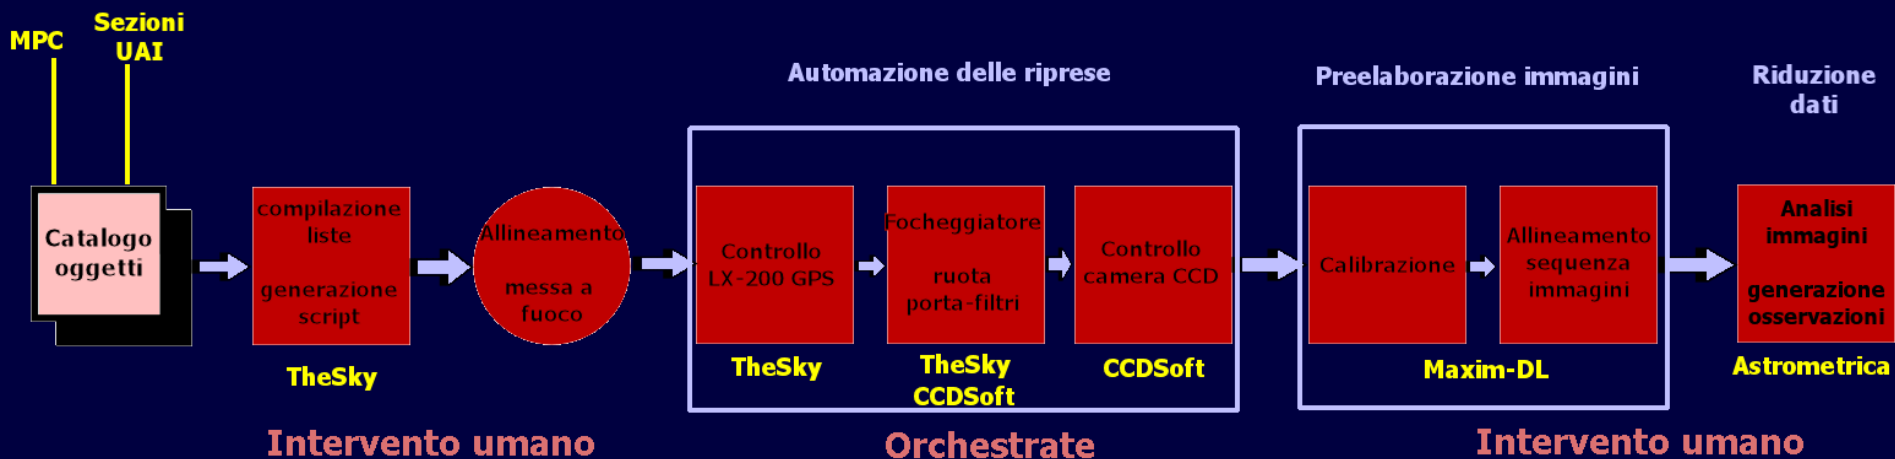 MPC
Sezioni
UAI
Automazione delle riprese
Preelaborazione immagini
Riduzione
dati
Catalogo
oggetti
compilazione
liste
generazione
script
Allineamento
messa a
fuoco
Controllo
LX-200 GPS
Focheggiatore
ruota
porta-filtri
Controllo
camera CCD
Calibrazione
Allineamento
sequenza
immagini
Analisi
immagini
generazione
osservazioni
TheSky
TheSky
TheSky
CCDSoft
CCDSoft
Maxim-DL
Astrometrica
Intervento umano
Orchestrate
Intervento umano